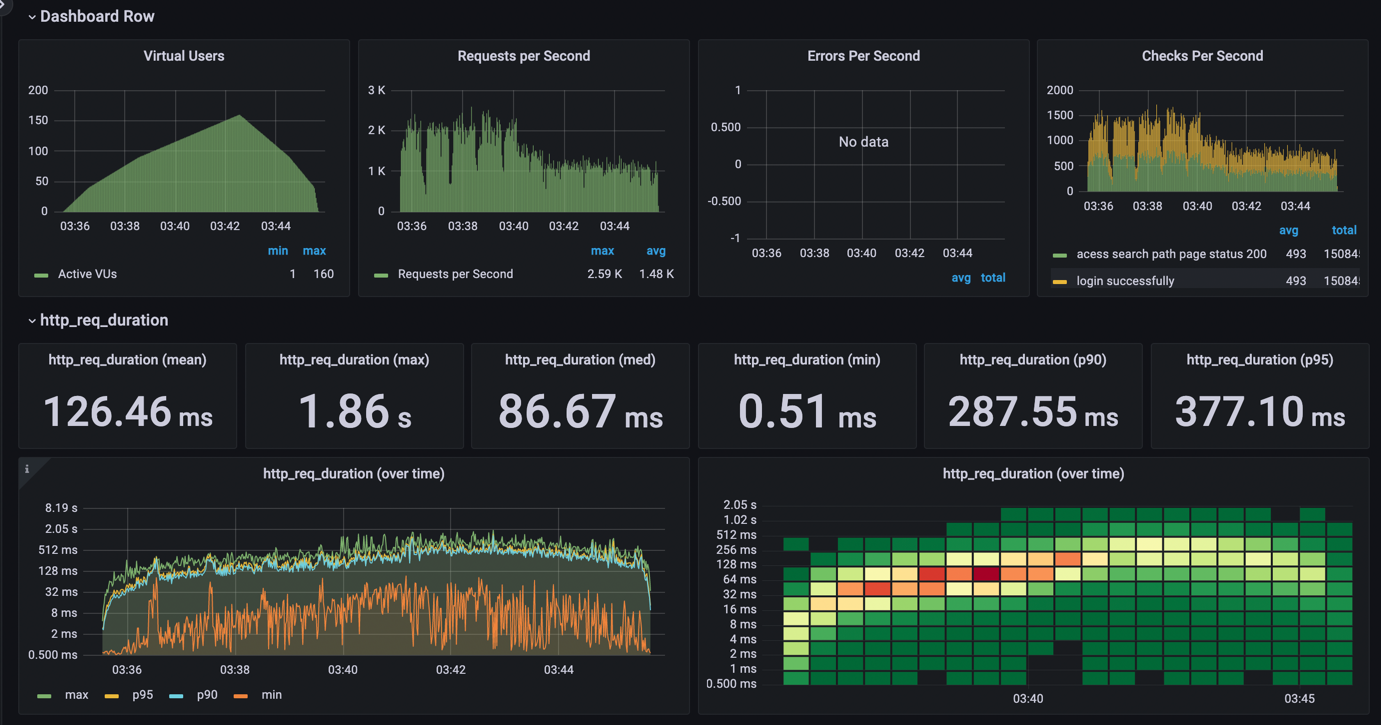 Dashboard Row
Virtual Users
200
150
100
50
0
03:36 03:38 03:40 03:42 03:44
min max
Active VUs 1 160
Requests per Second
3 K
2 K
1 K
0
03:36 03:38 03:40 03:42 03:44
max avg
Requests per Second 2.59 K 1.48 K
Errors Per Second
1
0.500
0
-0.500
-1
No data
03:36 03:38 03:40 03:42 03:44
avg total
Checks Per Second
2000
1500
1000
500
0
03:36 03:38 03:40 03:42 03:44
avg total
acess search path page status 200 493 15084
login successfully 493 15084
http_req_duration
http_req_duration (mean)
126.46 ms
http_req_duration (max)
1.86 s
http_req_duration (med)
86.67 ms
http_req_duration (min)
0.51 ms
http_req_duration (p90)
287.55 ms
http_req_duration (p95)
377.10 ms
i
http_req_duration (over time)
8.19 s
2.05 s
512 ms
128 ms
32 ms
8 ms
2 ms
0.500 ms
03:36 03:38 03:40 03:42 03:44
max p95 p90 min
http_req_duration (over time)
2.05 s
1.02 s
512 ms
256 ms
128 ms
64 ms
32 ms
16 ms
8 ms
4 ms
2 ms
1 ms
0.500 ms
03:40 03:45